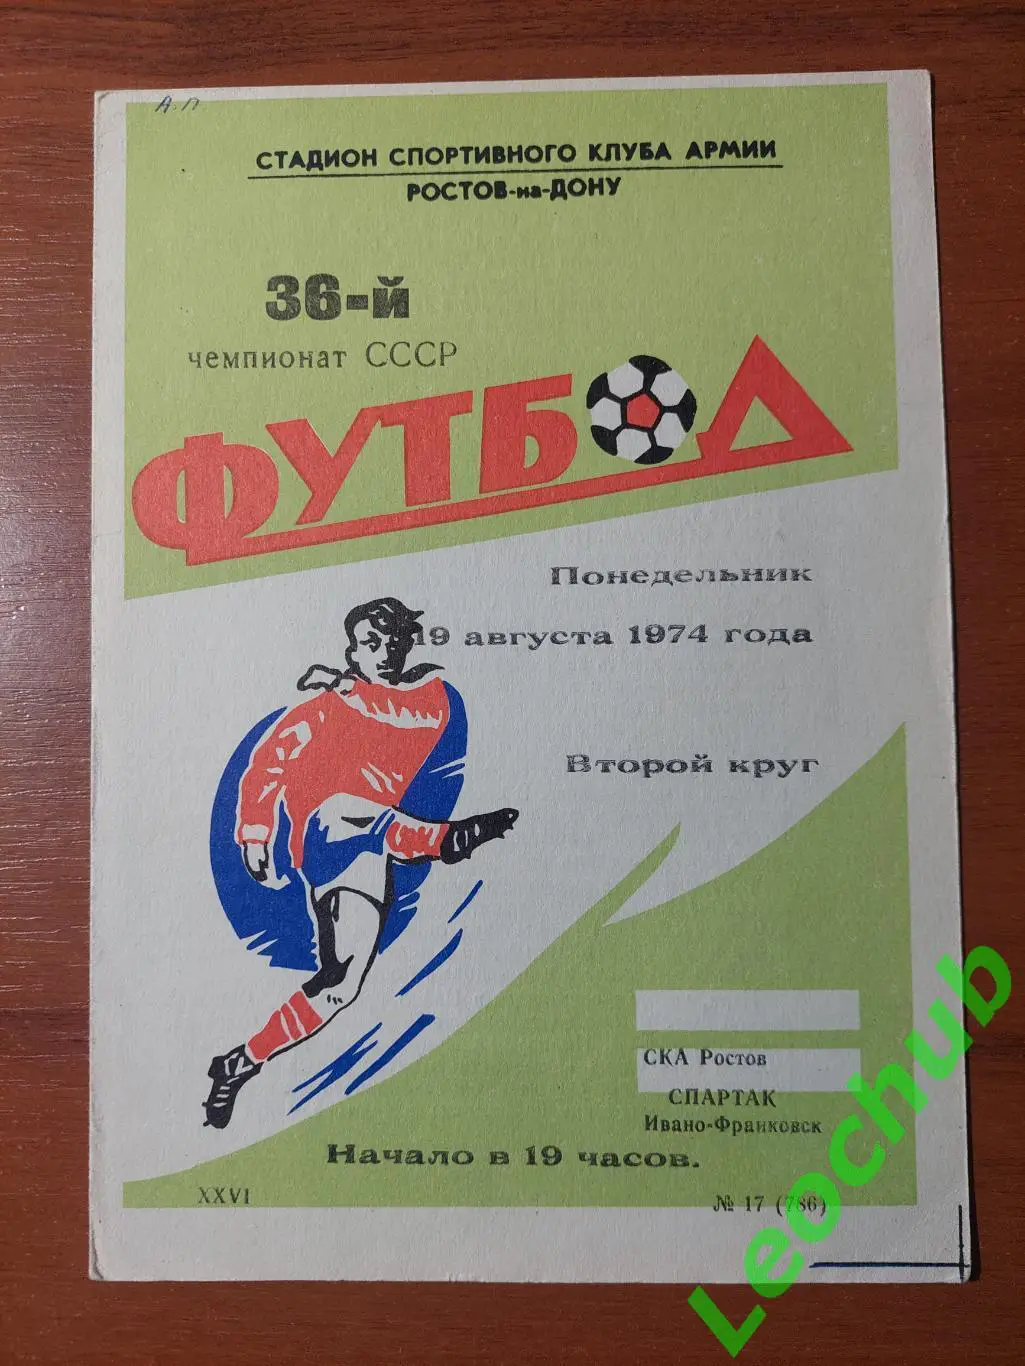 А.П
СТАДИОН СПОРТИВНОГО КЛУБА АРМИИ
РОСТОВ-на-ДОНУ
36-й
чемпионат СССР
ФУТБОЛ
Понедельник
19 августа 1974 года
Второй круг
СКА Ростов
СПАРТАК
Ивано-Франковск
Начало в 19 часов.
XXVI
№ 17 (786)
Leochub